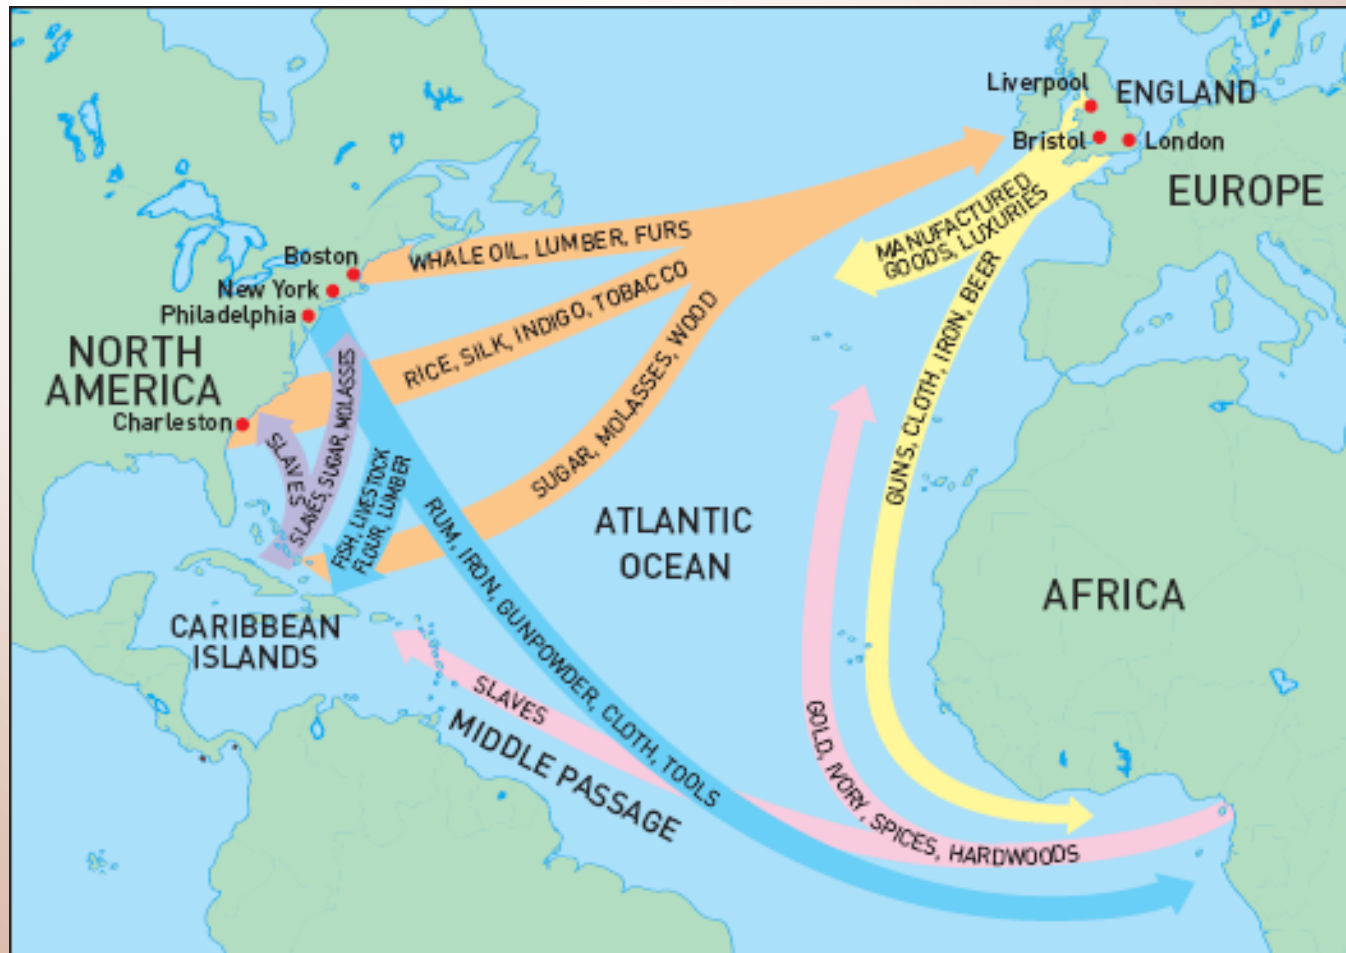 Liverpool
ENGLAND
Bristol
London
EUROPE
MANUFACTURED
GOODS, LUXURIES
WHALE OIL, LUMBER, FURS
Boston
New York
Philadelphia
RICE, SILK, INDIGO, TOBACCO
GUNS, CLOTH, IRON, BEER
NORTH
AMERICA
Charleston
SLAVES
SLAVES, SUGAR, MOLASSES
SUGAR, MOLASSES, WOOD
FISH, LIVESTOCK
FLOUR, LUMBER
RUM, IRON, GUNPOWDER, CLOTH, TOOLS
ATLANTIC
OCEAN
AFRICA
CARIBBEAN
ISLANDS
SLAVES
MIDDLE PASSAGE
GOLD, IVORY, SPICES, HARDWOODS